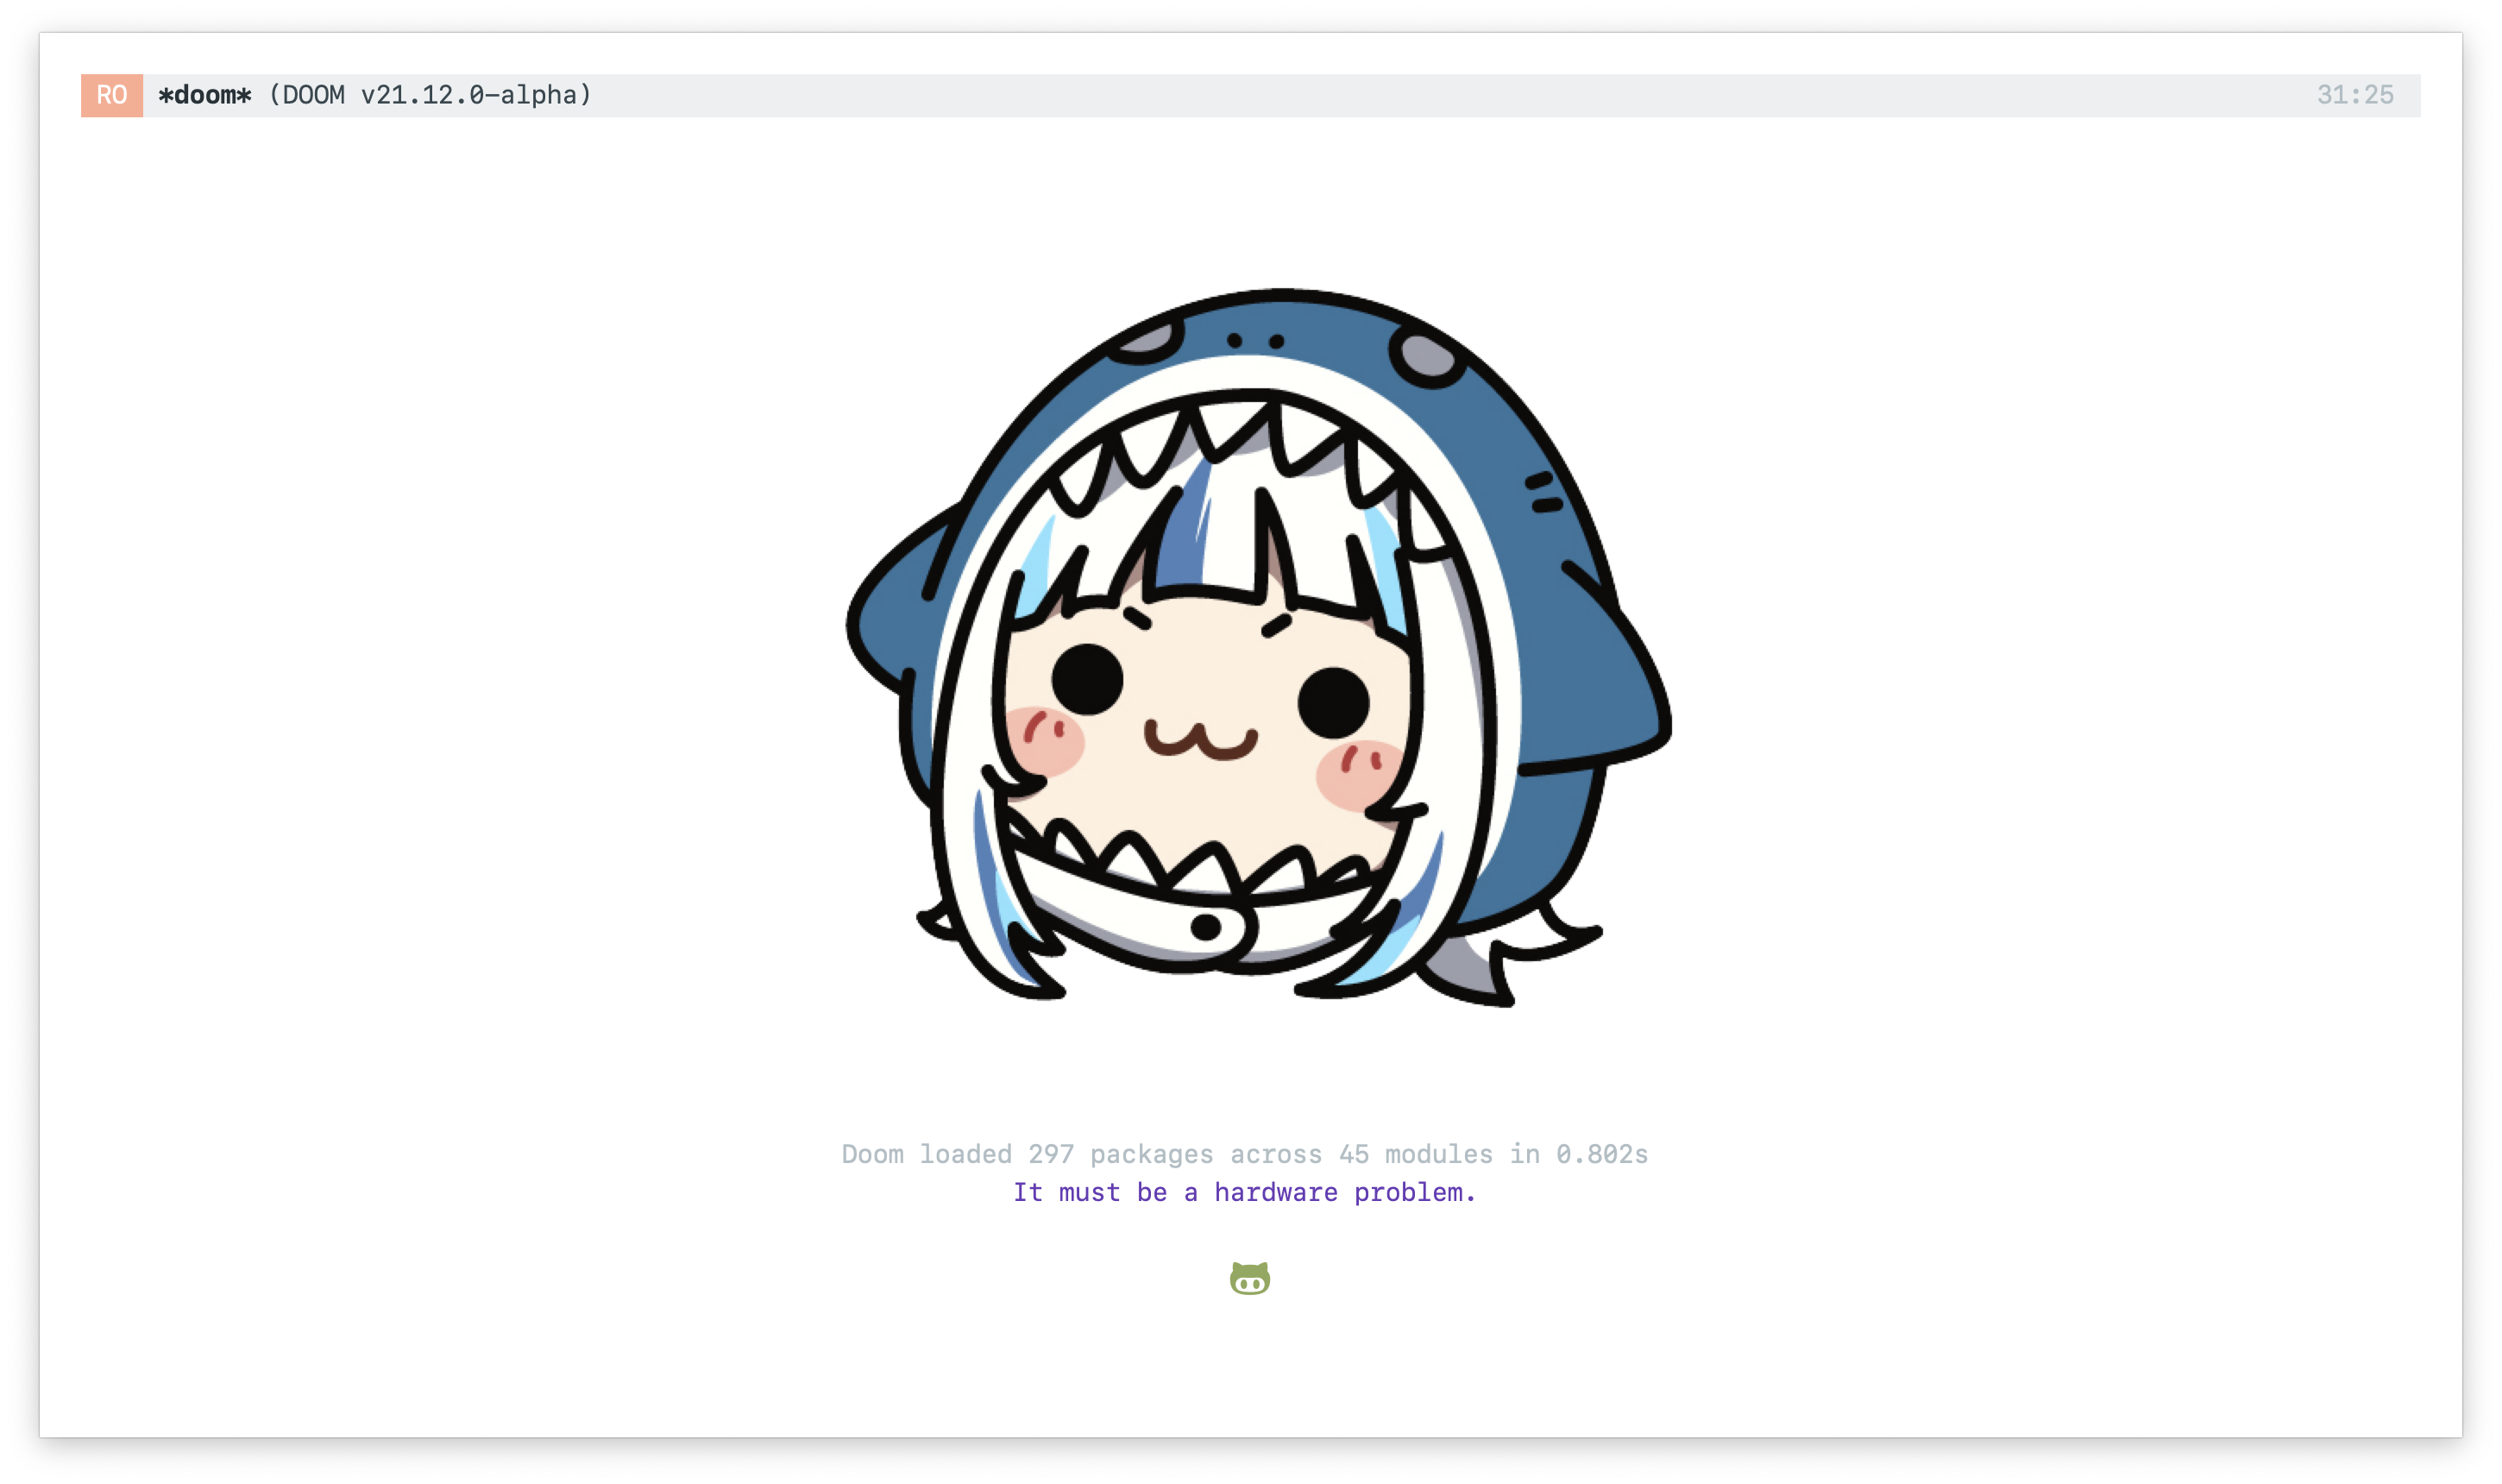 RO *doom* (DOOM v21.12.0-alpha) 31:25
Doom loaded 297 packages across 45 modules in 0.802s
It must be a hardware problem.